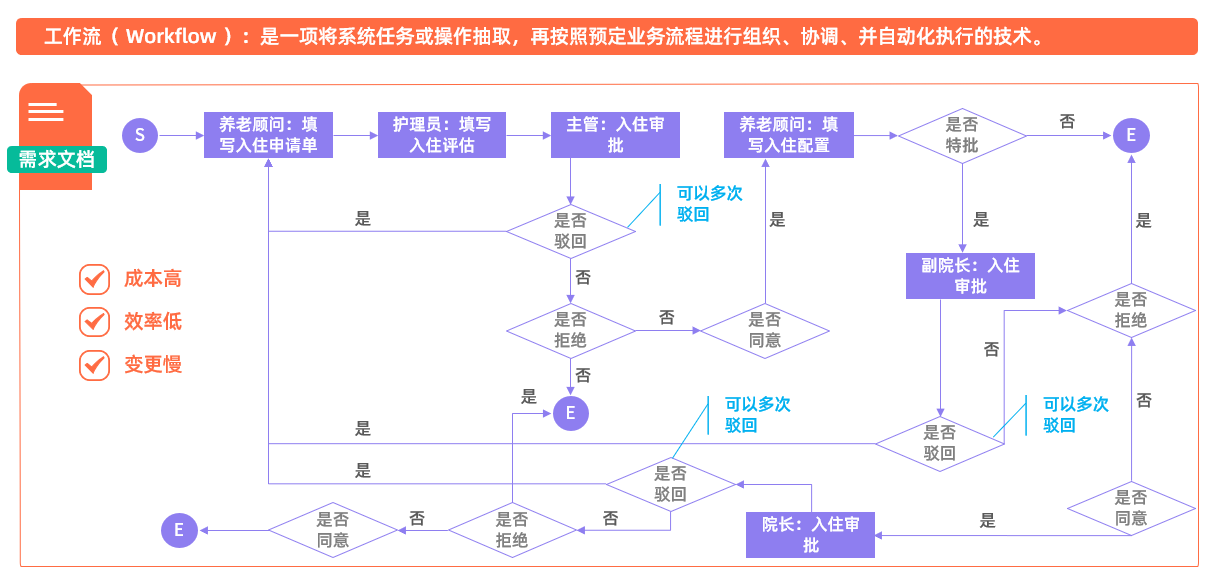 工作流（ Workflow ）：是一项将系统任务或操作抽取，再按照预定业务流程进行组织、协调、并自动化执行的技术。
需求文档
S
养老顾问：填
写入住申请单
护理员：填写
入住评估
主管：入住审
批
养老顾问：填
写入住配置
是否
特批
否
E
可以多次
驳回
是
是否
驳回
是
是
是
否
副院长：入住
审批
成本高
效率低
变更慢
是否
拒绝
否
是否
同意
是否
拒绝
否
否
是
E
可以多次
驳回
可以多次
驳回
否
是
是否
驳回
是
是否
驳回
是否
同意
E
是否
同意
否
是否
拒绝
否
院长：入住审
批
是